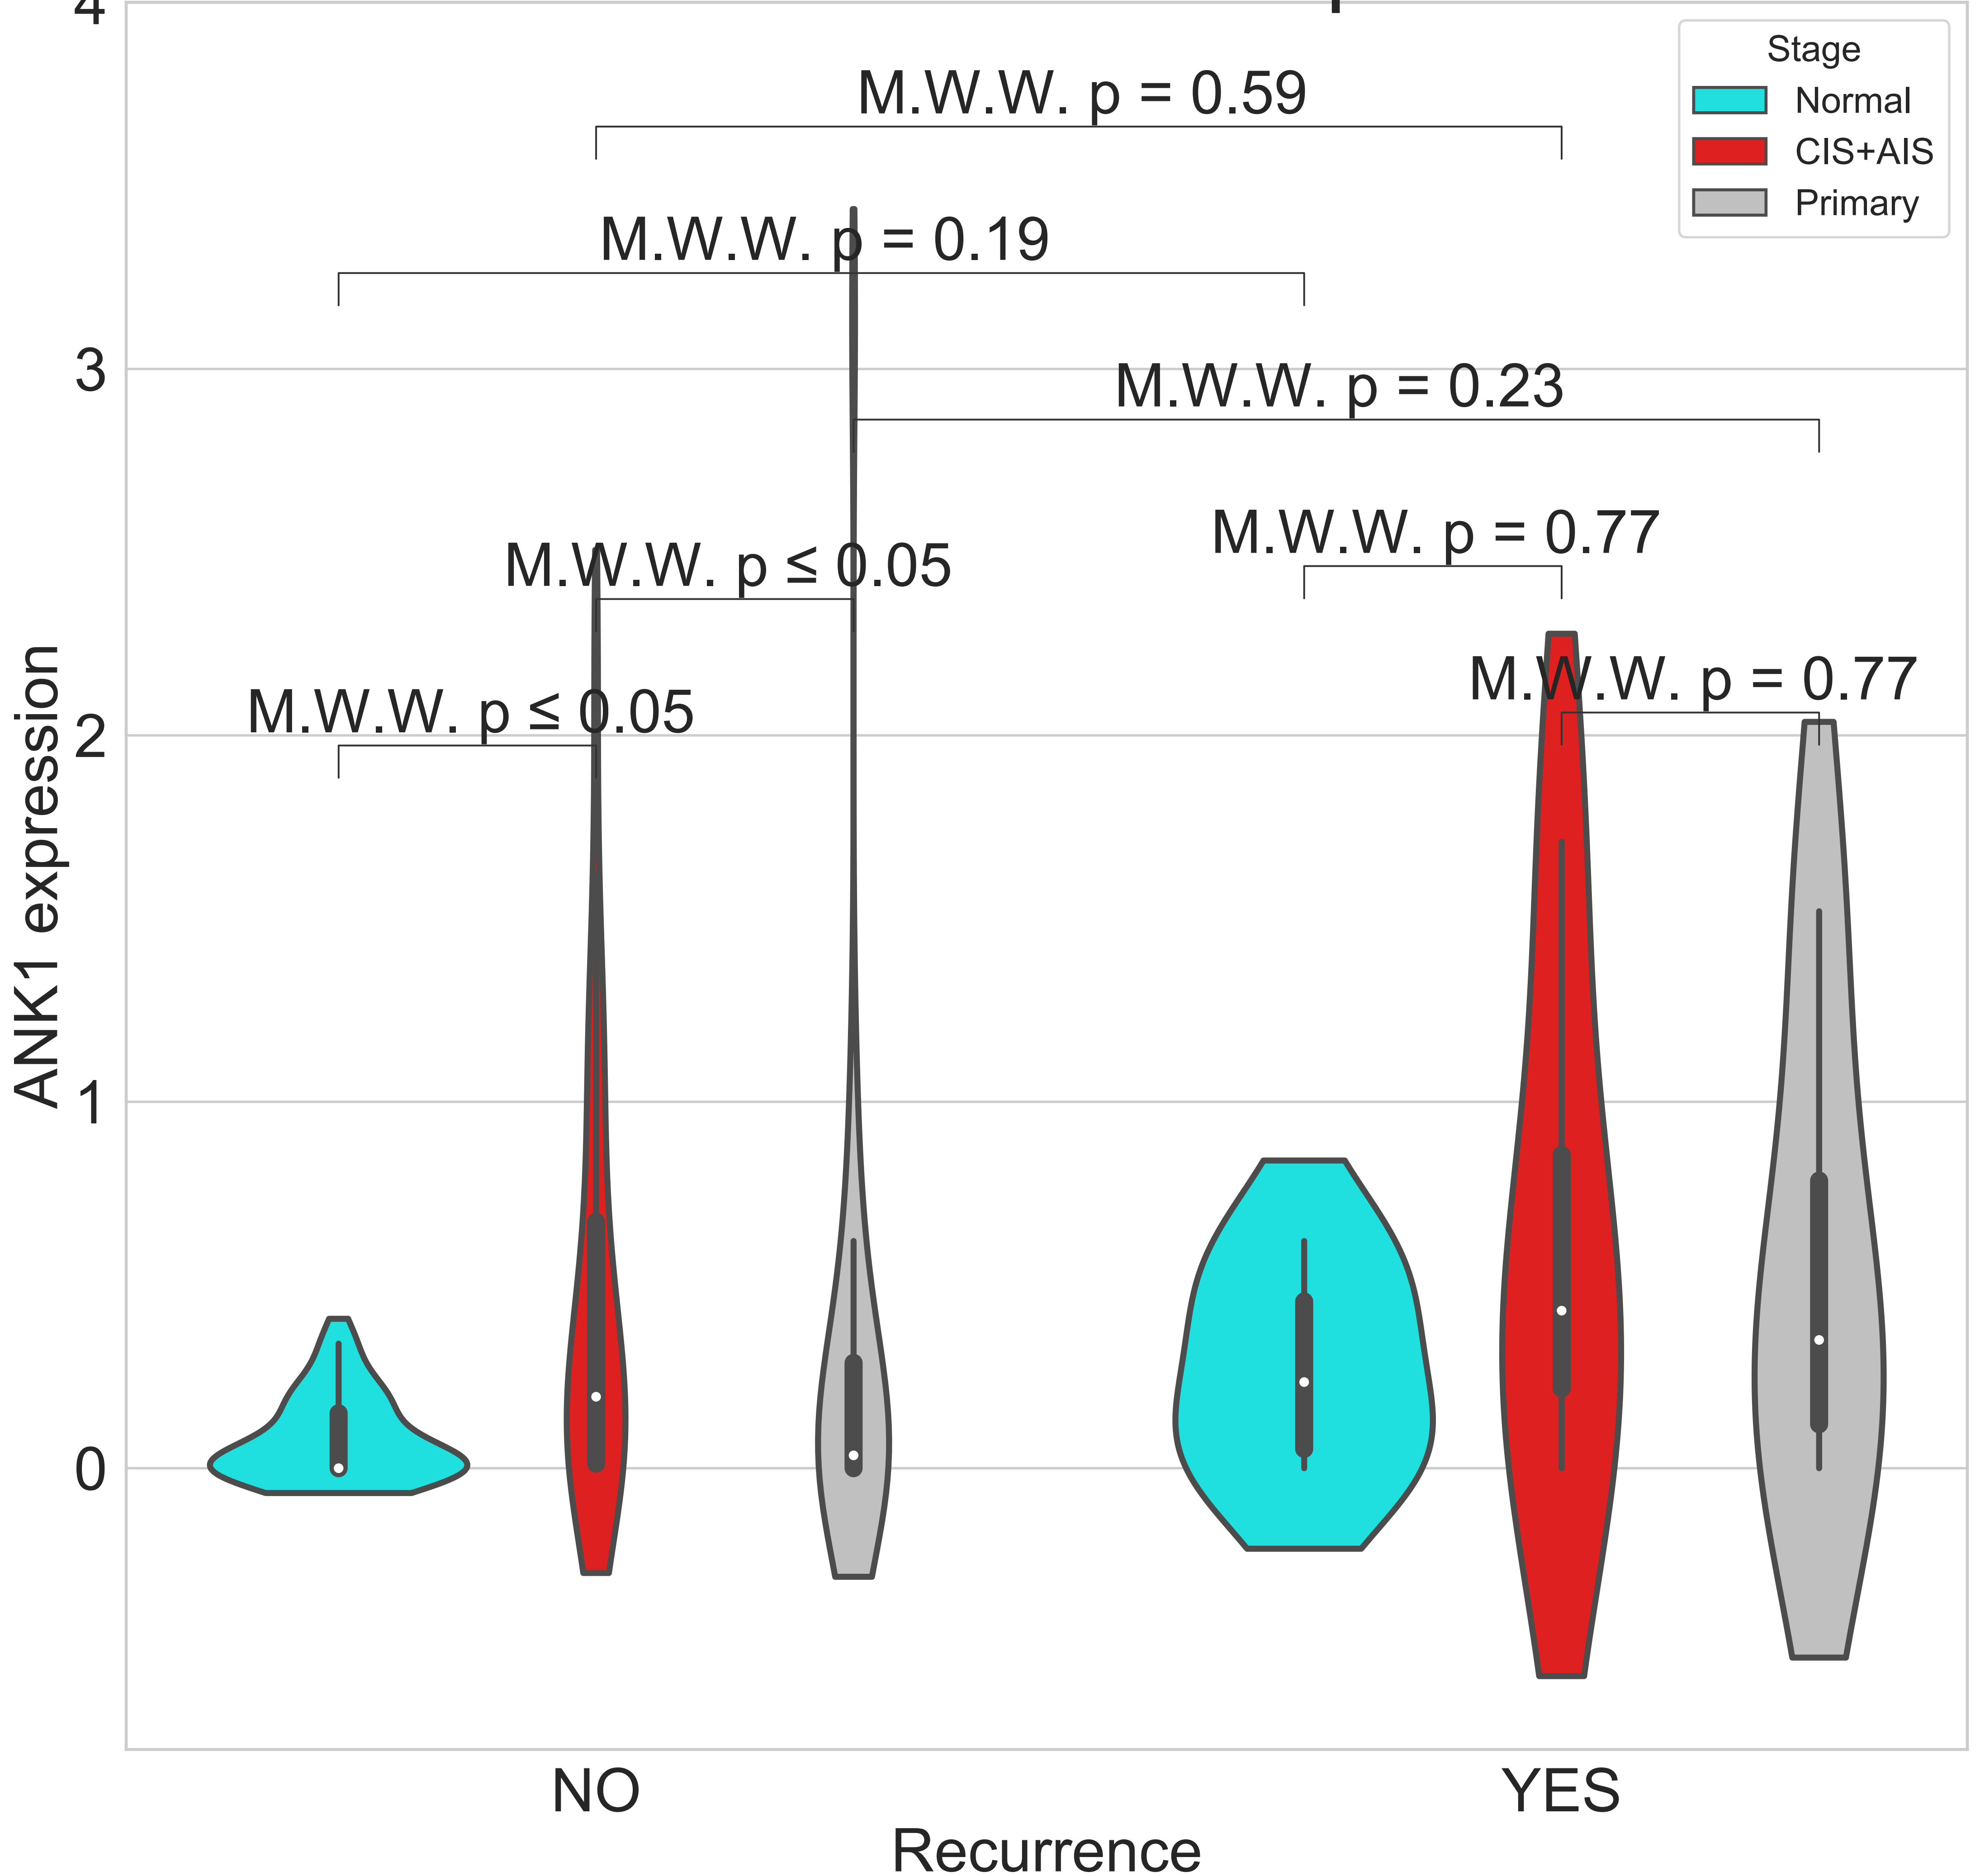 4
Stage
Normal
CIS+AIS
Primary
M.W.W. p = 0.59
M.W.W. p = 0.19
3
M.W.W. p = 0.23
M.W.W. p = 0.77
M.W.W. p ≤ 0.05
M.W.W. p = 0.77
M.W.W. p ≤ 0.05
2
ANK1 expression
1
0
NO
YES
Recurrence